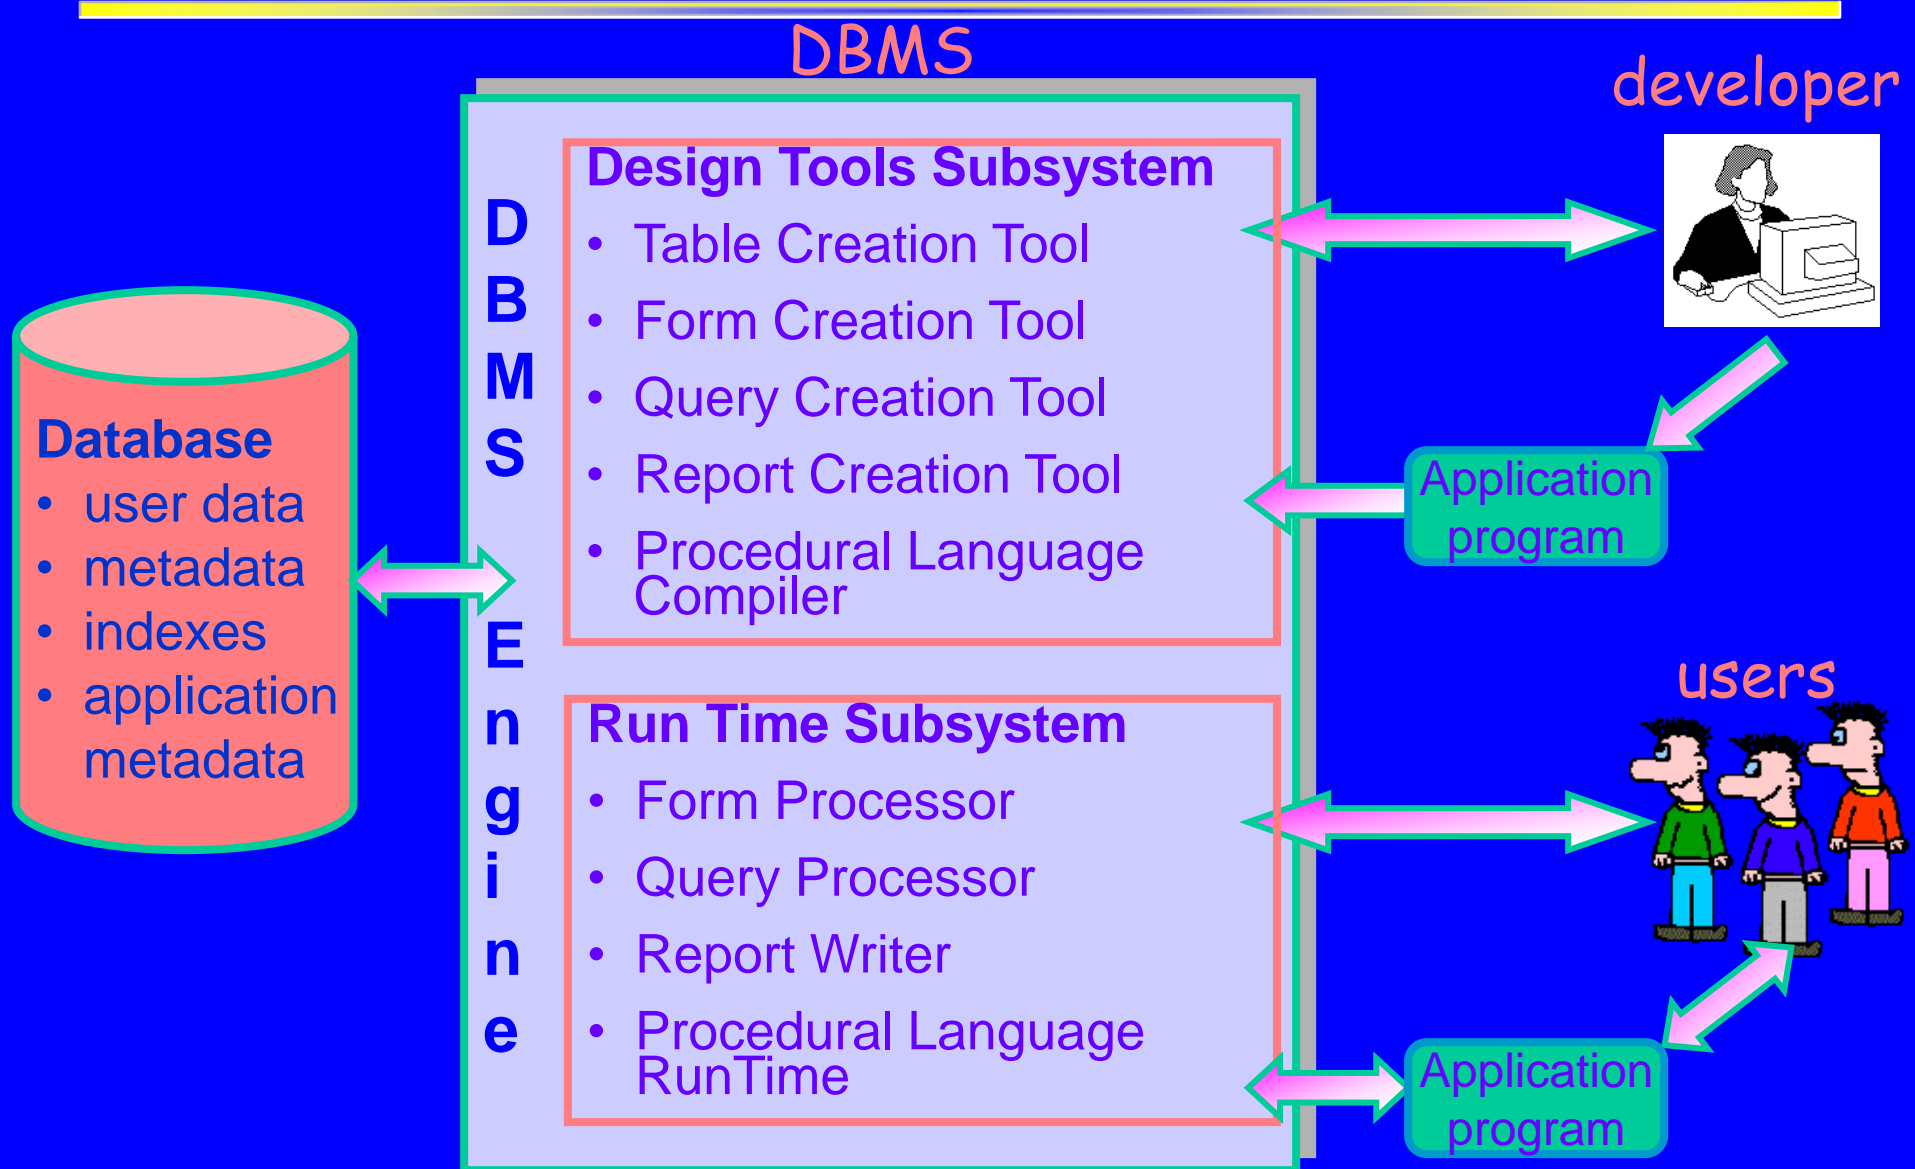 DBMS
developer
Database
• user data
• metadata
• indexes
• application
metadata
D
B
M
S
E
n
g
i
n
e
Design Tools Subsystem
• Table Creation Tool
• Form Creation Tool
• Query Creation Tool
• Report Creation Tool
• Procedural Language
Compiler
Run Time Subsystem
• Form Processor
• Query Processor
• Report Writer
• Procedural Language
RunTime
Application
program
users
Application
program